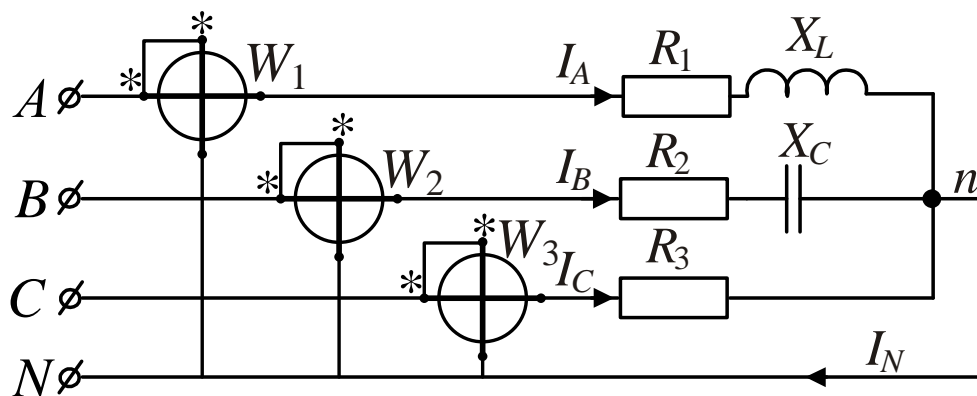 * W₁ I_A R₁ X_L
A *
* W₂ I_B R₂ X_C
B * n
* W₃ I_C R₃
C *
N I_N